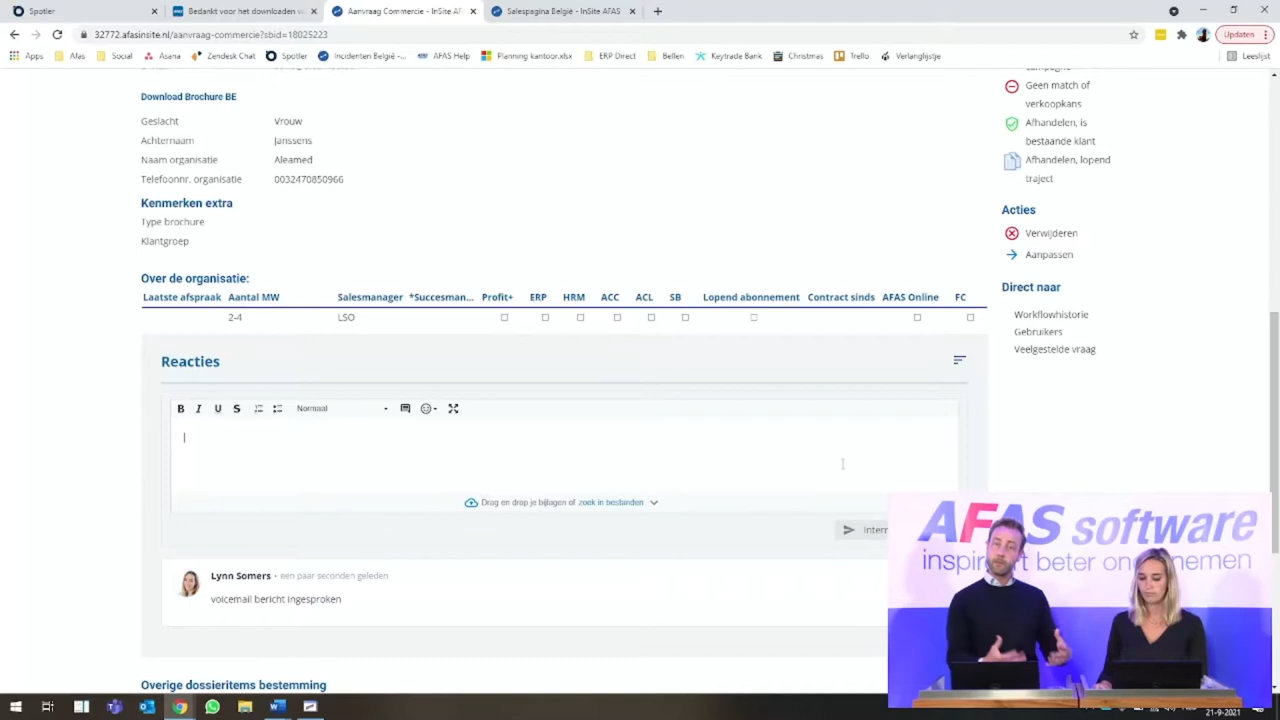 Spotler
Bedankt voor het downloaden va
Aanvraag Commercie - InSite AF
Salespagina België - InSite AFAS
32772.afasinsite.nl/aanvraag-commercie?sbid=18025223
Updaten
Apps
Afas
Social
Asana
Zendesk Chat
Spotler
Incidenten België -...
AFAS Help
Planning kantoor.xlsx
ERP Direct
Bellen
Keytrade Bank
Christmas
Trello
Verlanglijstje
Leeslijst
Download Brochure BE
Geslacht Vrouw
Achternaam Janssens
Naam organisatie Aleamed
Telefoonnr. organisatie 0032470850966
Kenmerken extra
Type brochure
Klantgroep
Over de organisatie:
Laatste afspraak Aantal MW Salesmanager *Succesman... Profit+ ERP HRM ACC ACL SB Lopend abonnement Contract sinds AFAS Online FC
2-4 LSO
Reacties
B I U S Normaal
Drag en drop je bijlagen of zoek in bestanden
Intern
Lynn Somers • een paar seconden geleden
voicemail bericht ingesproken
Overige dossieritems bestemming
Geen match of
verkoopkans
Afhandelen, is
bestaande klant
Afhandelen, lopend
traject
Acties
Verwijderen
Aanpassen
Direct naar
Workflowhistorie
Gebruikers
Veelgestelde vraag
AFAS software
inspireert beter ondernemen
21-9-2021